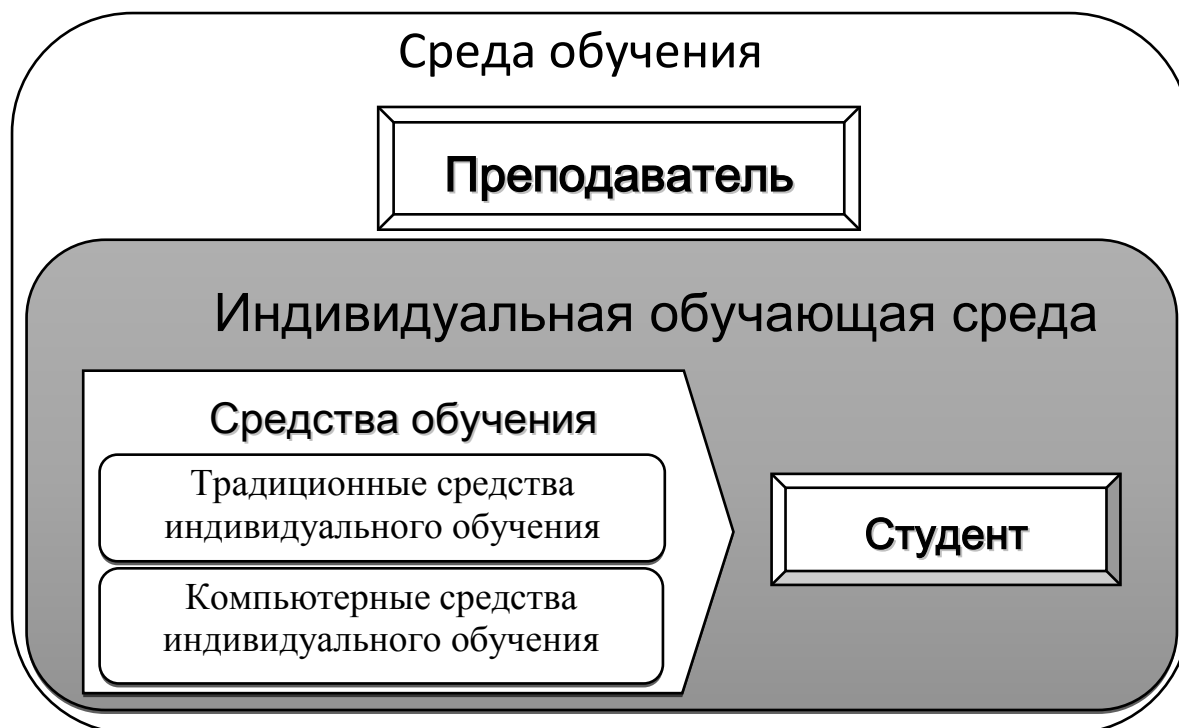 Среда обучения
Преподаватель
Индивидуальная обучающая среда
Средства обучения
Традиционные средства
индивидуального обучения
Компьютерные средства
индивидуального обучения
Студент